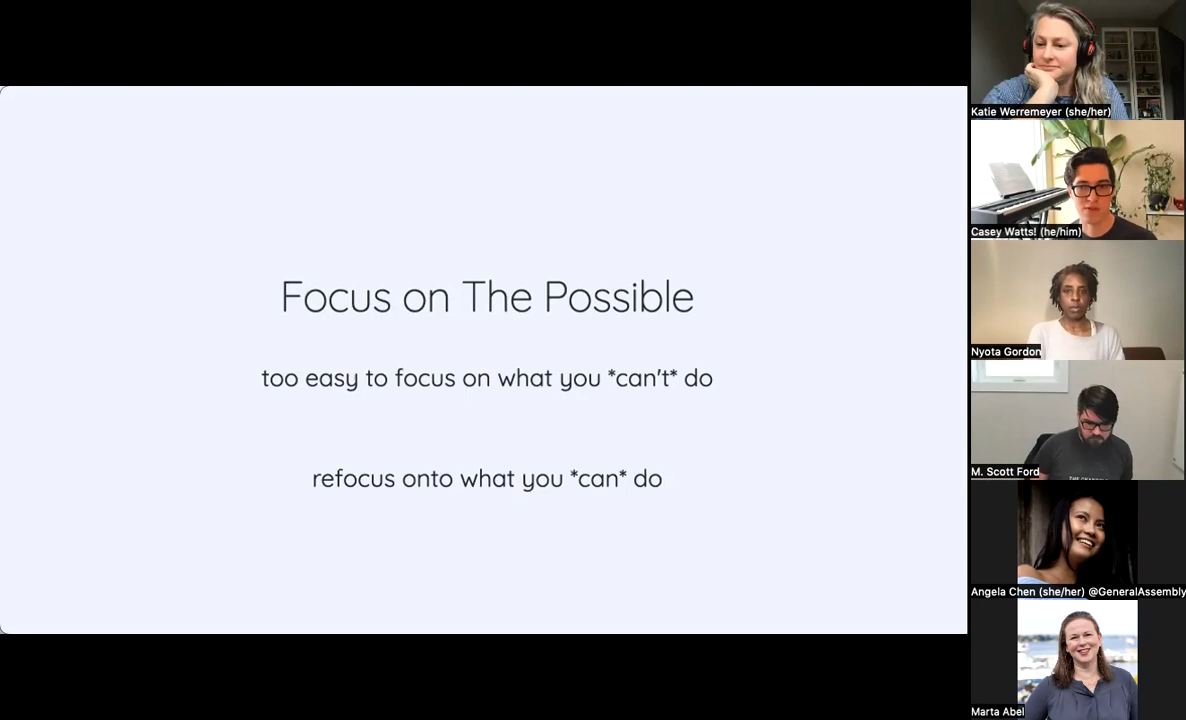 Focus on The Possible
too easy to focus on what you *can't* do
refocus onto what you *can* do
Katie Werremeyer (she/her)
Casey Watts! (he/him)
Nyota Gordon
M. Scott Ford
Angela Chen (she/her) @GeneralAssembly
Marta Abel